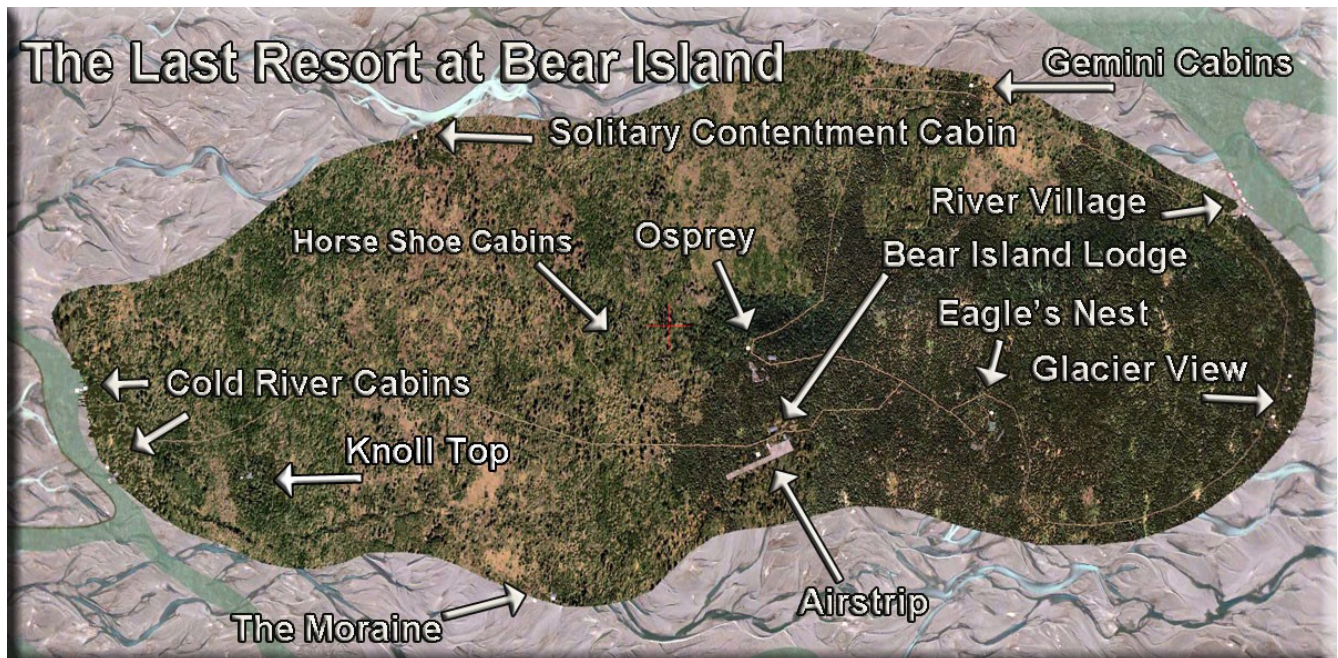 The Last Resort at Bear Island
Gemini Cabins
Solitary Contentment Cabin
River Village
Horse Shoe Cabins
Osprey
Bear Island Lodge
Eagle's Nest
Glacier View
Cold River Cabins
Knoll Top
Airstrip
The Moraine